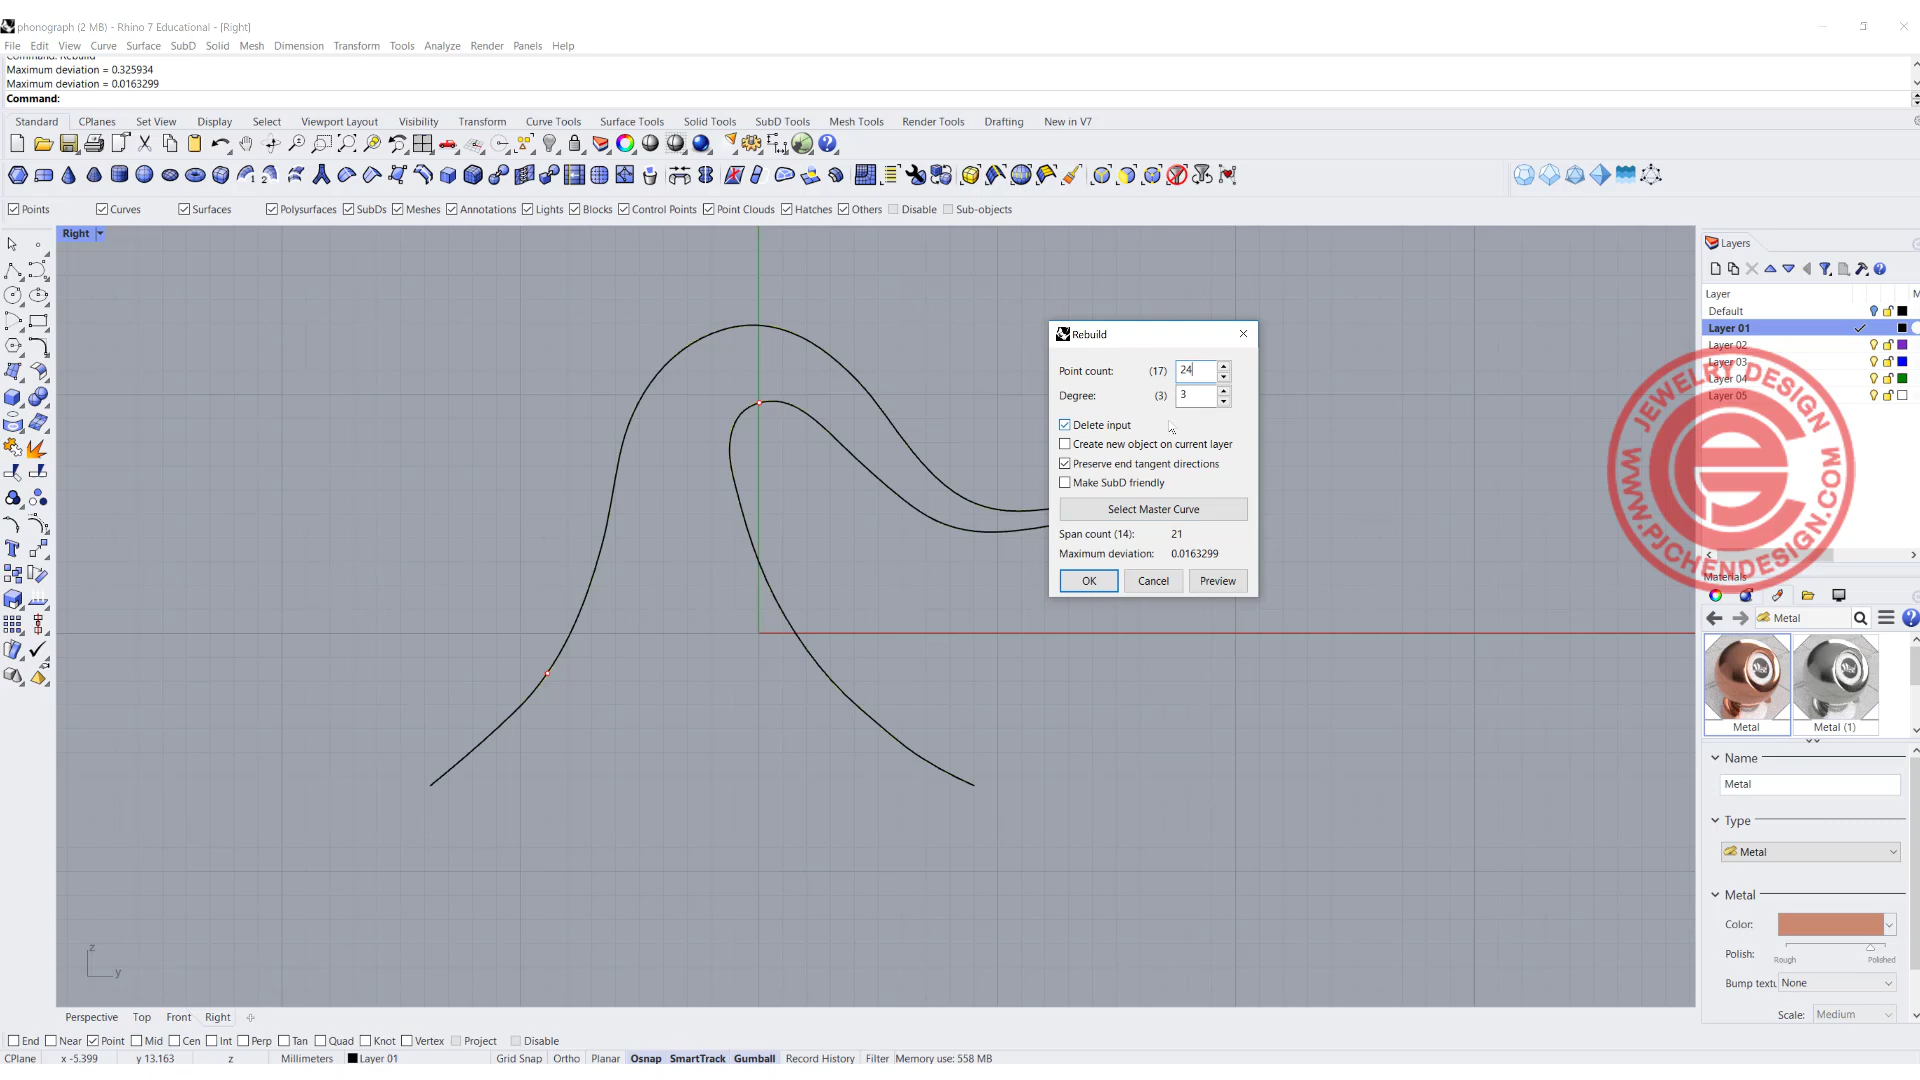 phonograph (2 MB) - Rhino 7 Educational - [Right]
File Edit View Curve Surface SubD Solid Mesh Dimension Transform Tools Analyze Render Panels Help
Command: Rebuild
Maximum deviation = 0.325934
Maximum deviation = 0.0163299
Command:
Standard CPlanes Set View Display Select Viewport Layout Visibility Transform Curve Tools Surface Tools Solid Tools SubD Tools Mesh Tools Render Tools Drafting New in V7
Points Curves Surfaces Polysurfaces SubDs Meshes Annotations Lights Blocks Control Points Point Clouds Hatches Others Disable Sub-objects
Right
Layers
Layer M
Default
Layer 01
Layer 02
Layer 03
Layer 04
Layer 05
Rebuild
Point count: (17) 24
Degree: (3) 3
Delete input
Create new object on current layer
Preserve end tangent directions
Make SubD friendly
Select Master Curve
Span count (14): 21
Maximum deviation: 0.0163299
OK Cancel Preview
JEWELRY DESIGN
WWW.PJCHENDESIGN.COM
Materials
Metal
Metal Metal (1)
Name
Metal
Type
Metal
Metal
Color:
Polish:
Rough Polished
Bump textu None
Scale: Medium
z
y
Perspective Top Front Right
End Near Point Mid Cen Int Perp Tan Quad Knot Vertex Project Disable
CPlane x -5.399 y 13.163 z Millimeters Layer 01 Grid Snap Ortho Planar Osnap SmartTrack Gumball Record History Filter Memory use: 558 MB